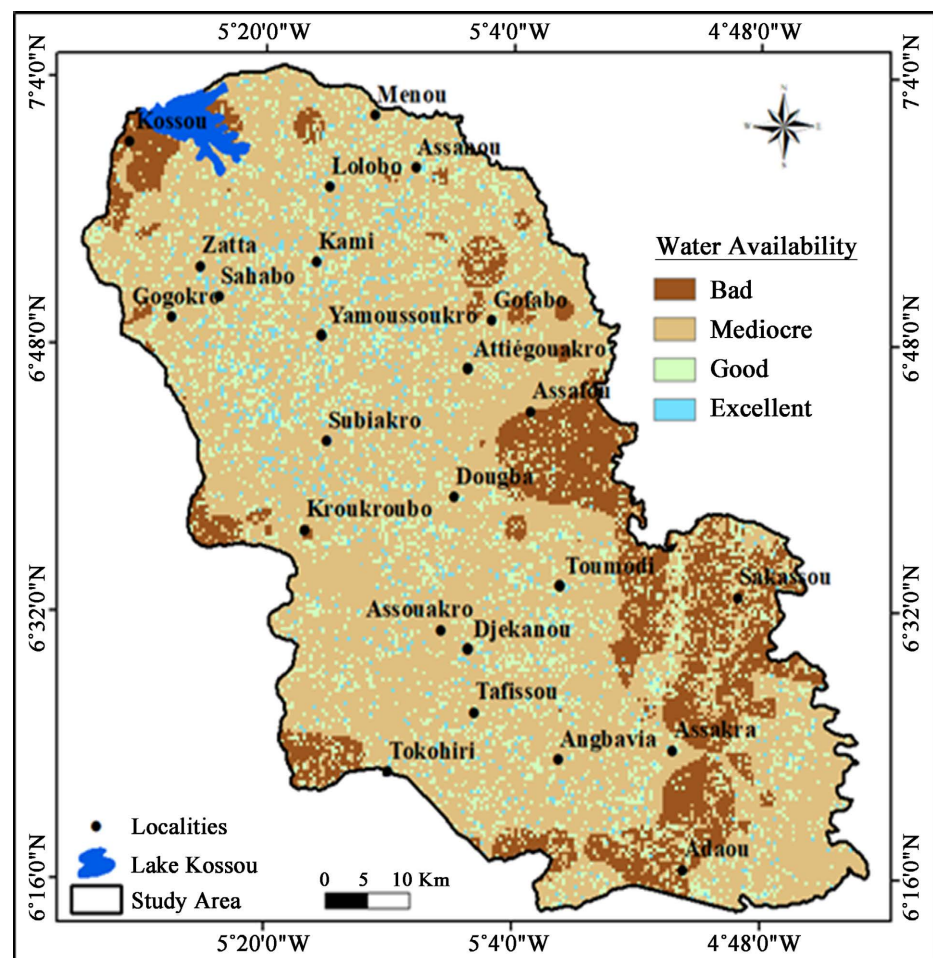 5°20'0"W 5°4'0"W 4°48'0"W
7°4'0"N 7°4'0"N
N
W E
S
Menou
Kossou
Assanou
Lolobo
Zatta
Kami
Sahabo
Gogokro
Gofabo
Yamoussoukro
Attiégouakro
Assafou
Subiakro
Dougba
Kroukroubo
Toumodi
Sakassou
Assouakro
Djekanou
Tafissou
Angbavia
Assakra
Tokohiri
Adaou
Water Availability
Bad
Mediocre
Good
Excellent
6°48'0"N 6°48'0"N
6°32'0"N 6°32'0"N
6°16'0"N 6°16'0"N
Localities
Lake Kossou
Study Area
0 5 10 Km
5°20'0"W 5°4'0"W 4°48'0"W